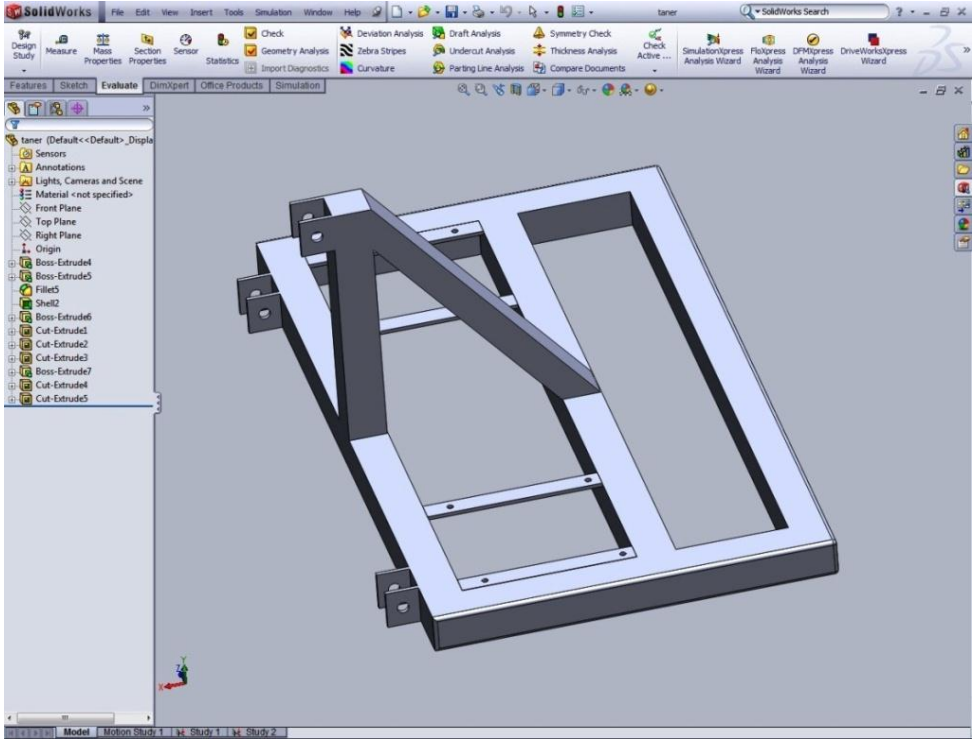 SolidWorks File Edit View Insert Tools Simulation Window Help taner SolidWorks Search ?
Design Study
Measure
Mass Properties
Section Properties
Sensor
Statistics
Check
Geometry Analysis
Import Diagnostics
Deviation Analysis
Zebra Stripes
Curvature
Draft Analysis
Undercut Analysis
Parting Line Analysis
Symmetry Check
Thickness Analysis
Compare Documents
Check Active ...
SimulationXpress Analysis Wizard
FloXpress Analysis Wizard
DFMXpress Analysis Wizard
DriveWorksXpress Wizard
Features Sketch Evaluate DimXpert Office Products Simulation
taner (Default<<Default>_Displa
Sensors
Annotations
Lights, Cameras and Scene
Material <not specified>
Front Plane
Top Plane
Right Plane
Origin
Boss-Extrude4
Boss-Extrude5
Fillet5
Shell2
Boss-Extrude6
Cut-Extrude1
Cut-Extrude2
Cut-Extrude3
Boss-Extrude7
Cut-Extrude4
Cut-Extrude5
Y
Z
X
Model Motion Study 1 Study 1 Study 2